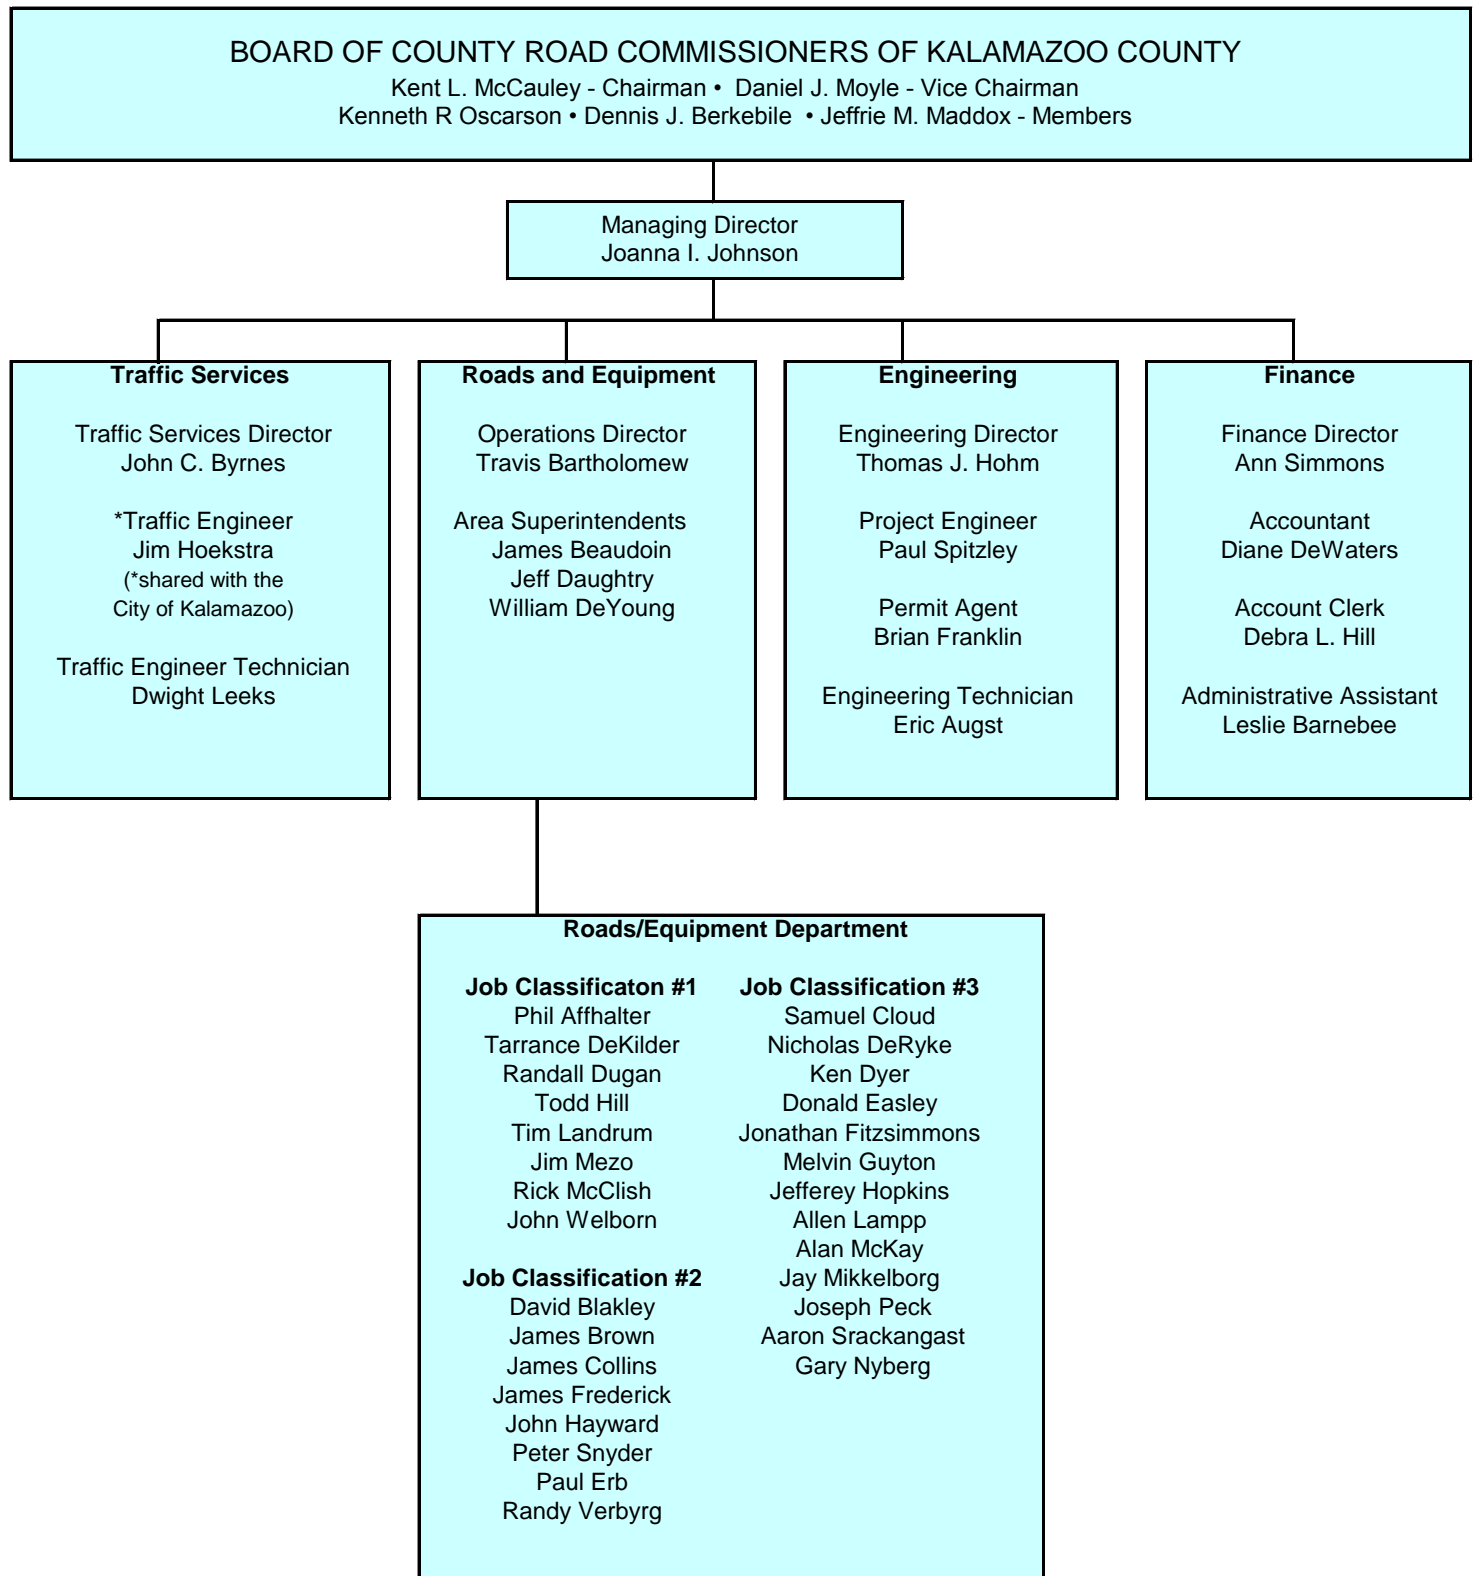 BOARD OF COUNTY ROAD COMMISSIONERS OF KALAMAZOO COUNTY
Kent L. McCauley - Chairman • Daniel J. Moyle - Vice Chairman
Kenneth R Oscarson • Dennis J. Berkebile • Jeffrie M. Maddox - Members
Managing Director
Joanna I. Johnson
Traffic Services
Traffic Services Director
John C. Byrnes
*Traffic Engineer
Jim Hoekstra
(*shared with the
City of Kalamazoo)
Traffic Engineer Technician
Dwight Leeks
Roads and Equipment
Operations Director
Travis Bartholomew
Area Superintendents
James Beaudoin
Jeff Daughtry
William DeYoung
Engineering
Engineering Director
Thomas J. Hohm
Project Engineer
Paul Spitzley
Permit Agent
Brian Franklin
Engineering Technician
Eric Augst
Finance
Finance Director
Ann Simmons
Accountant
Diane DeWaters
Account Clerk
Debra L. Hill
Administrative Assistant
Leslie Barnebee
Roads/Equipment Department
Job Classificaton #1
Phil Affhalter
Tarrance DeKilder
Randall Dugan
Todd Hill
Tim Landrum
Jim Mezo
Rick McClish
John Welborn
Job Classification #2
David Blakley
James Brown
James Collins
James Frederick
John Hayward
Peter Snyder
Paul Erb
Randy Verbyrg
Job Classification #3
Samuel Cloud
Nicholas DeRyke
Ken Dyer
Donald Easley
Jonathan Fitzsimmons
Melvin Guyton
Jefferey Hopkins
Allen Lampp
Alan McKay
Jay Mikkelborg
Joseph Peck
Aaron Srackangast
Gary Nyberg